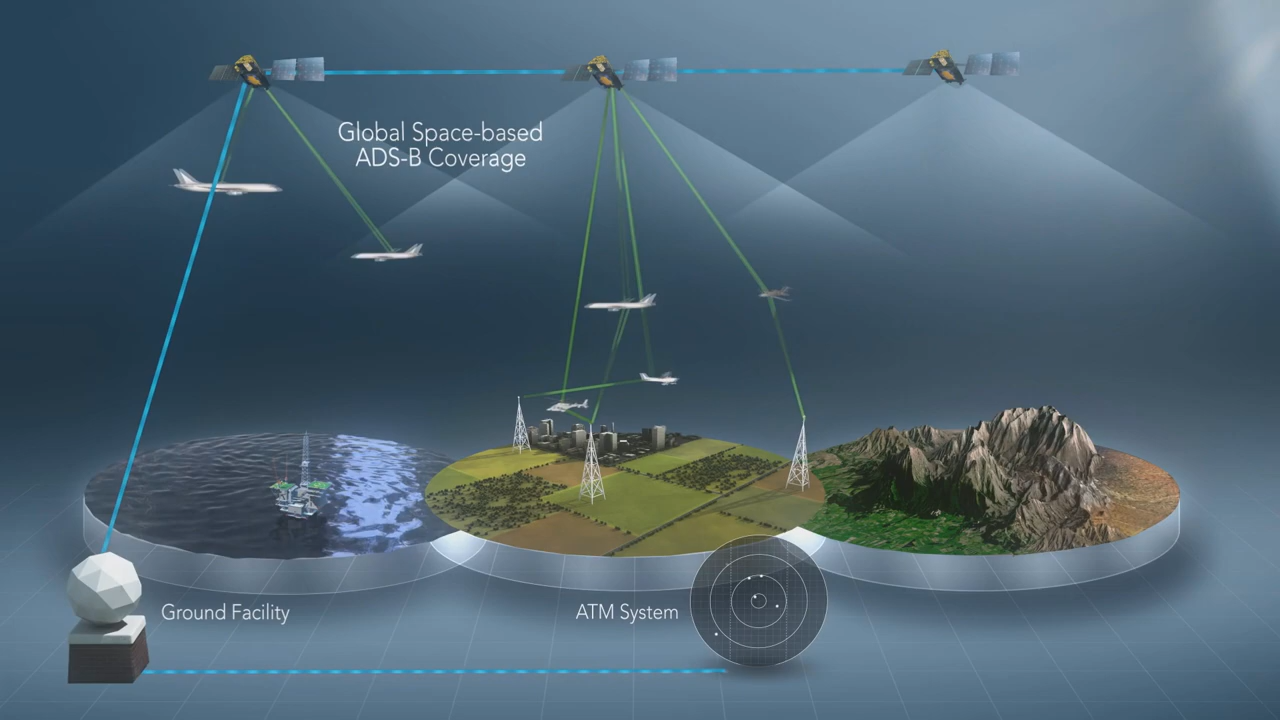 Global Space-based
ADS-B Coverage
Ground Facility
ATM System